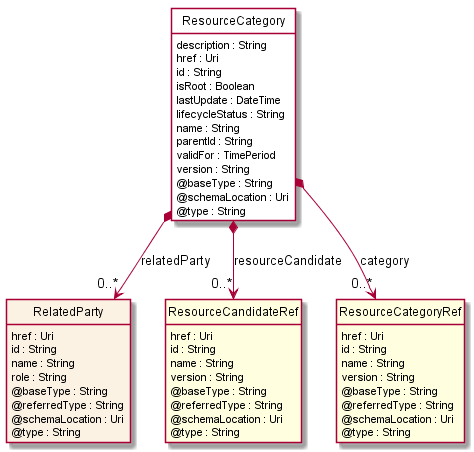 ResourceCategory
description : String
href : Uri
id : String
isRoot : Boolean
lastUpdate : DateTime
lifecycleStatus : String
name : String
parentId : String
validFor : TimePeriod
version : String
@baseType : String
@schemaLocation : Uri
@type : String
relatedParty
resourceCandidate
category
0..*
0..*
0..*
RelatedParty
href : Uri
id : String
name : String
role : String
@baseType : String
@referredType : String
@schemaLocation : Uri
@type : String
ResourceCandidateRef
href : Uri
id : String
name : String
version : String
@baseType : String
@referredType : String
@schemaLocation : Uri
@type : String
ResourceCategoryRef
href : Uri
id : String
name : String
version : String
@baseType : String
@referredType : String
@schemaLocation : Uri
@type : String